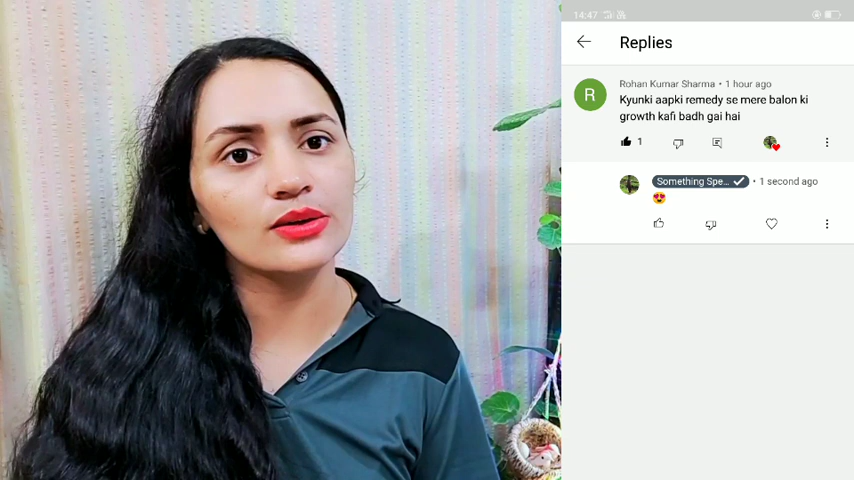 14:47
Replies
Rohan Kumar Sharma • 1 hour ago
Kyunki aapki remedy se mere balon ki
growth kafi badh gai hai
R
1
Something Spe... • 1 second ago